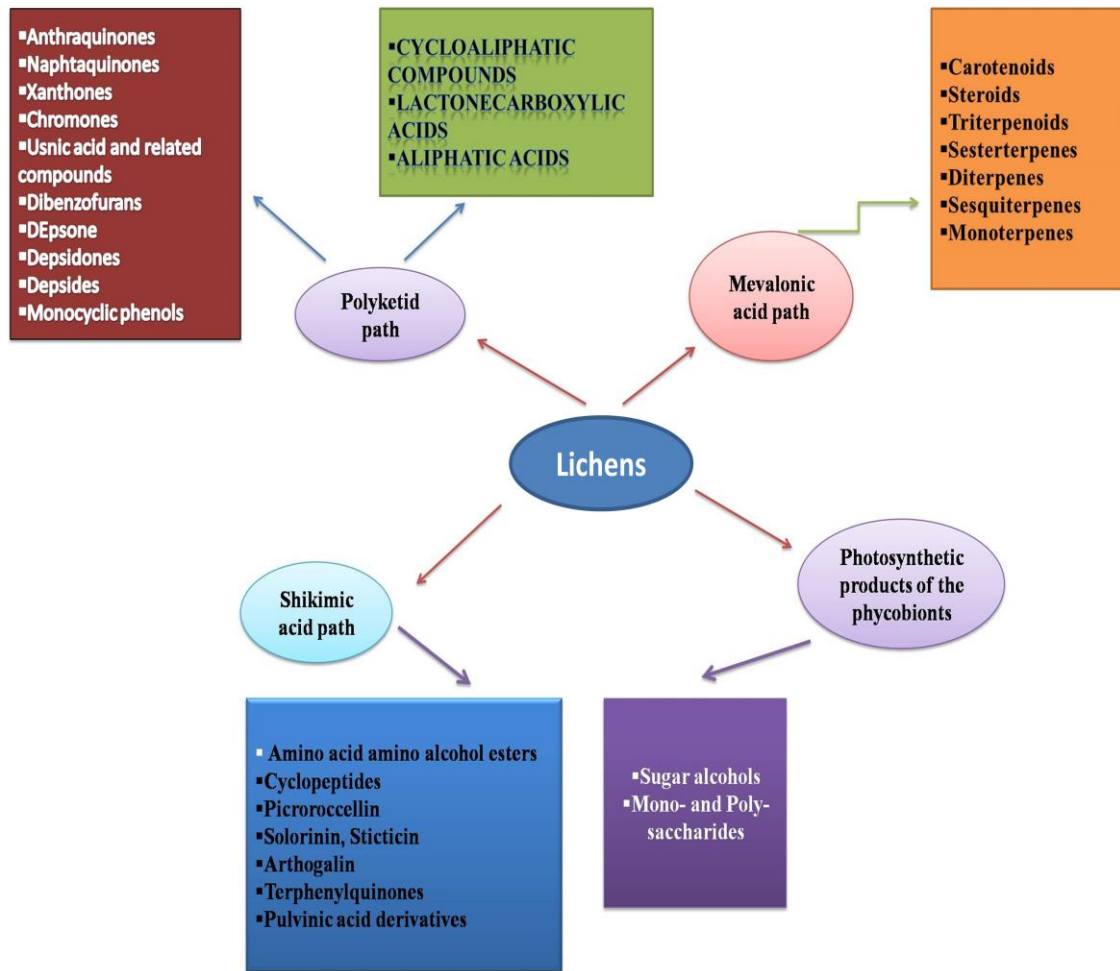 ▪Anthraquinones
▪Naphtaquinones
▪Xanthones
▪Chromones
▪Usnic acid and related
compounds
▪Dibenzofurans
▪DEpsone
▪Depsidones
▪Depsides
▪Monocyclic phenols
▪CYCLOALIPHATIC
COMPOUNDS
▪LACTONECARBOXYLIC
ACIDS
▪ALIPHATIC ACIDS
▪Carotenoids
▪Steroids
▪Triterpenoids
▪Sesterterpenes
▪Diterpenes
▪Sesquiterpenes
▪Monoterpenes
Polyketid
path
Mevalonic
acid path
Lichens
Shikimic
acid path
Photosynthetic
products of the
phycobionts
▪ Amino acid amino alcohol esters
▪Cyclopeptides
▪Picroroccellin
▪Solorinin, Sticticin
▪Arthogalin
▪Terphenylquinones
▪Pulvinic acid derivatives
▪Sugar alcohols
▪Mono- and Poly-
saccharides